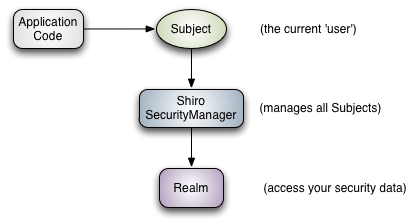 Application
Code
Subject
(the current 'user')
Shiro
SecurityManager
(manages all Subjects)
Realm
(access your security data)